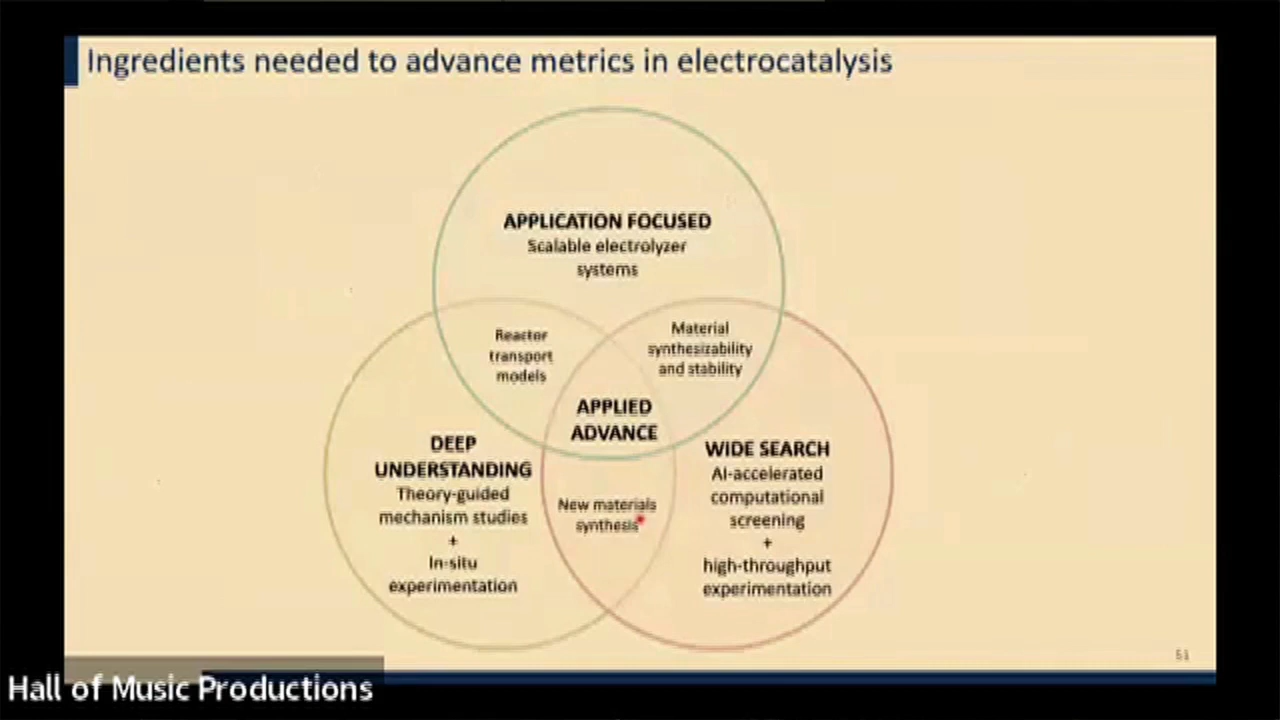 Ingredients needed to advance metrics in electrocatalysis
APPLICATION FOCUSED
Scalable electrolyzer
systems
Reactor
transport
models
Material
synthesizability
and stability
APPLIED
ADVANCE
DEEP
UNDERSTANDING
Theory-guided
mechanism studies
+
In-situ
experimentation
New materials
synthesis
WIDE SEARCH
AI-accelerated
computational
screening
+
high-throughput
experimentation
51
Hall of Music Productions